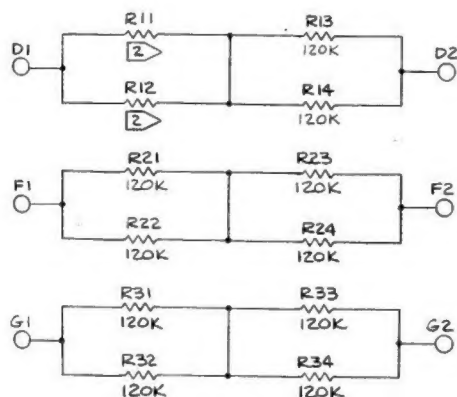 R11 R13
D1 2 120K D2
R12 R14
2 120K
R21 R23
F1 120K 120K F2
R22 R24
120K 120K
R31 R33
G1 120K 120K G2
R32 R34
120K 120K